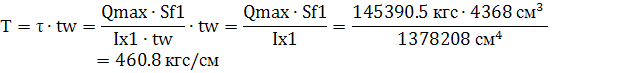 T = τ · tw = Qmax · Sf1 / Ix1 · tw · tw = Qmax · Sf1 / Ix1 = 145390.5 кгс · 4368 см³ / 1378208 см⁴
= 460.8 кгс/см